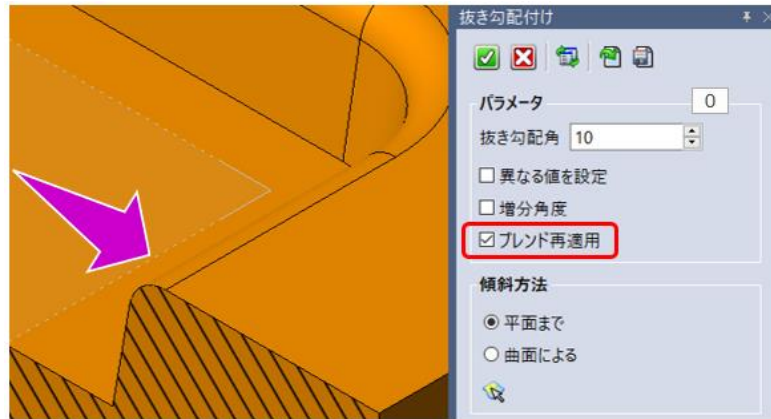 抜き勾配付け
パラメータ
0
抜き勾配角 10
異なる値を設定
増分角度
ブレンド再適用
傾斜方法
平面まで
曲面による